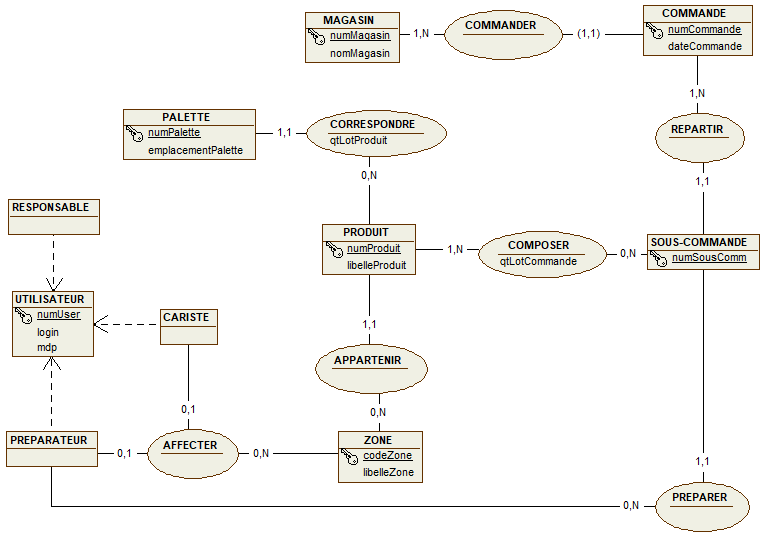 MAGASIN
numMagasin
nomMagasin
1,N
COMMANDER
(1,1)
COMMANDE
numCommande
dateCommande
1,N
PALETTE
numPalette
emplacementPalette
1,1
CORRESPONDRE
qtLotProduit
REPARTIR
0,N
1,1
RESPONSABLE
PRODUIT
numProduit
libelleProduit
1,N
COMPOSER
qtLotCommande
0,N
SOUS-COMMANDE
numSousComm
UTILISATEUR
numUser
login
mdp
CARISTE
1,1
APPARTENIR
0,1
0,N
PREPARATEUR
0,1
AFFECTER
0,N
ZONE
codeZone
libelleZone
1,1
0,N
PREPARER